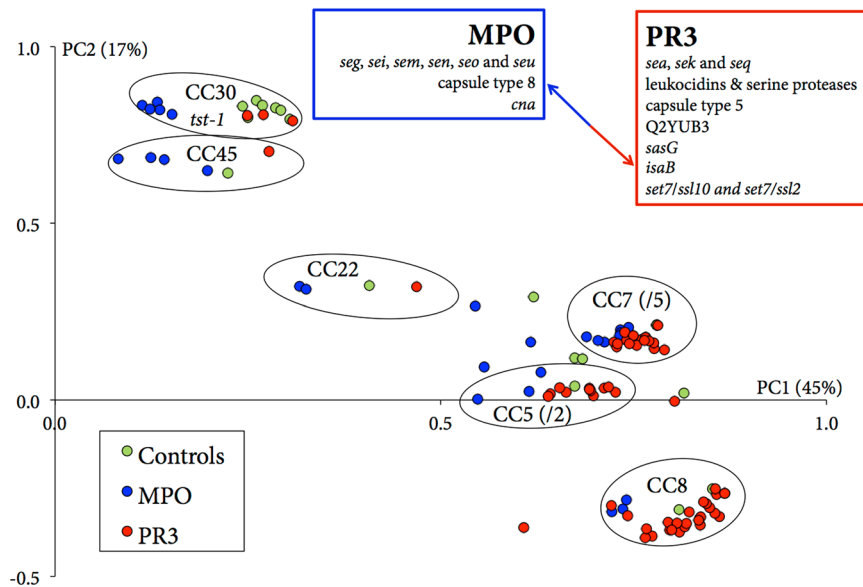 MPO
seg, sei, sem, sen, seo and seu
capsule type 8
cna
PR3
sea, sek and seq
leukocidins & serine proteases
capsule type 5
Q2YUB3
sasG
isaB
set7/ssl10 and set7/ssl2
1.0
PC2 (17%)
CC30
tst-1
CC45
0.5
CC22
CC7 (/5)
PC1 (45%)
0.0
CC5 (/2)
0.0
0.5
1.0
Controls
MPO
PR3
CC8
-0.5